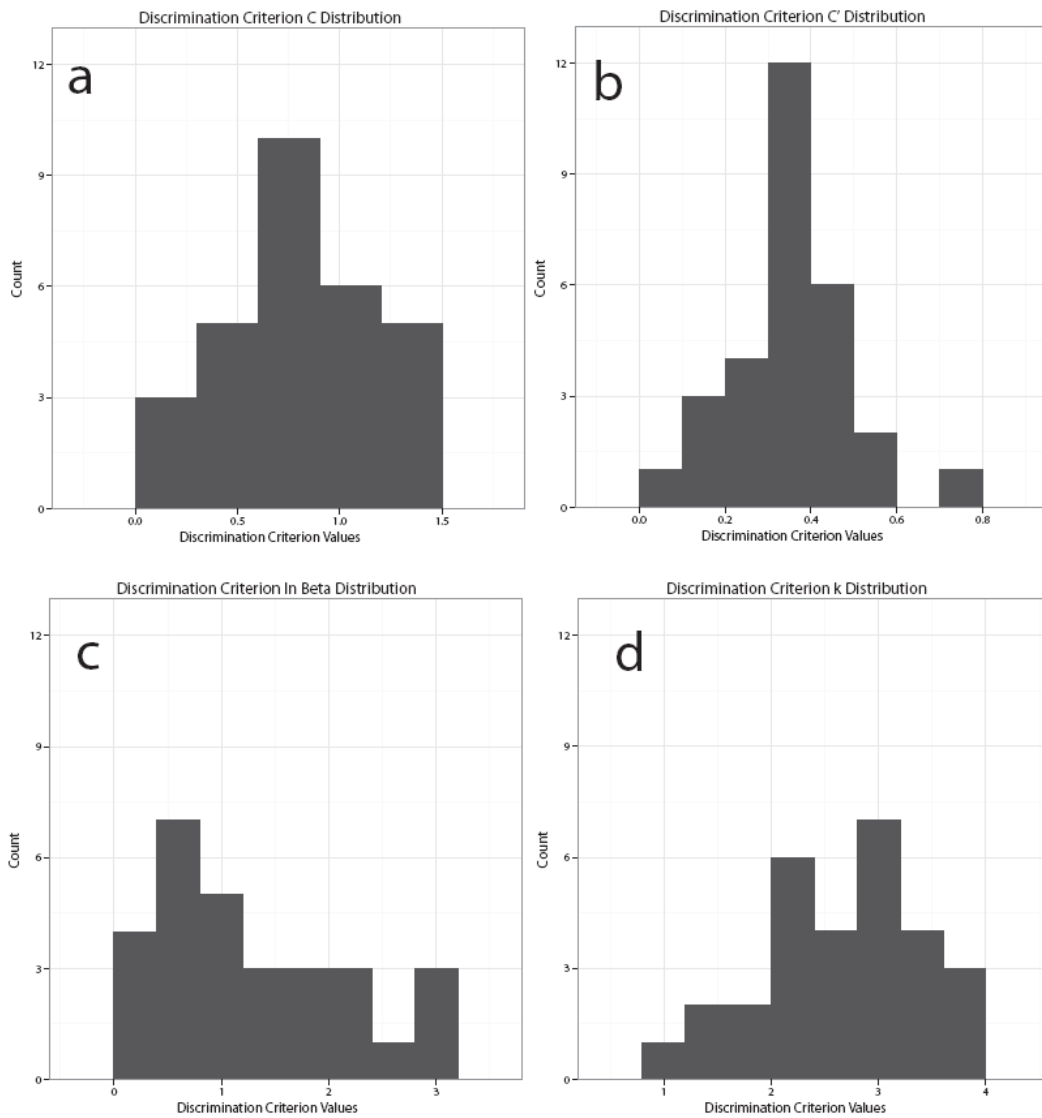 Discrimination Criterion C Distribution
a
12
9
6
3
0
Count
0.0 0.5 1.0 1.5
Discrimination Criterion Values
Discrimination Criterion C' Distribution
b
12
9
6
3
0
Count
0.0 0.2 0.4 0.6 0.8
Discrimination Criterion Values
Discrimination Criterion ln Beta Distribution
c
12
9
6
3
0
Count
0 1 2 3
Discrimination Criterion Values
Discrimination Criterion k Distribution
d
12
9
6
3
0
Count
1 2 3 4
Discrimination Criterion Values